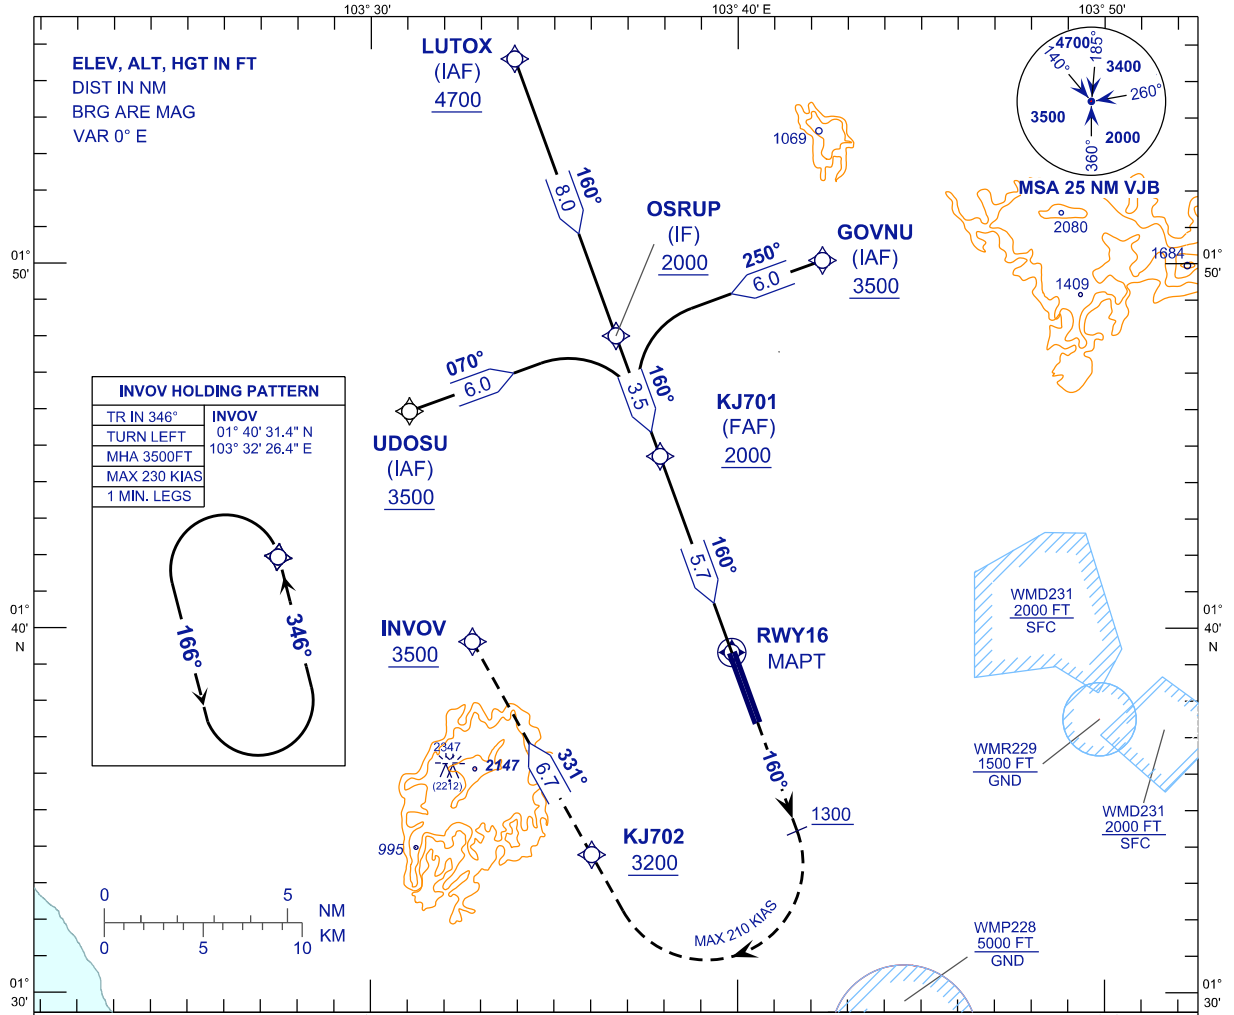 103° 30'
103° 40' E
103° 50'
ELEV, ALT, HGT IN FT
DIST IN NM
BRG ARE MAG
VAR 0° E
LUTOX
(IAF)
4700
160°
8.0
1069
4700
185°
140°
3400
260°
3500
2000
360°
MSA 25 NM VJB
2080
1684
1409
OSRUP
(IF)
2000
250°
6.0
GOVNU
(IAF)
3500
01°
50'
01°
50'
070°
6.0
160°
3.5
UDOSU
(IAF)
3500
KJ701
(FAF)
2000
INVOV HOLDING PATTERN
TR IN 346°
TURN LEFT
MHA 3500FT
MAX 230 KIAS
1 MIN. LEGS
INVOV
01° 40' 31.4" N
103° 32' 26.4" E
166°
346°
160°
5.7
01°
40'
N
01°
40'
N
INVOV
3500
RWY16
MAPT
WMD231
2000 FT
SFC
WMR229
1500 FT
GND
WMD231
2000 FT
SFC
2347
(2212)
2147
995
331°
6.7
160°
1300
KJ702
3200
MAX 210 KIAS
0
5
NM
KM
0
5
10
WMP228
5000 FT
GND
01°
30'
01°
30'